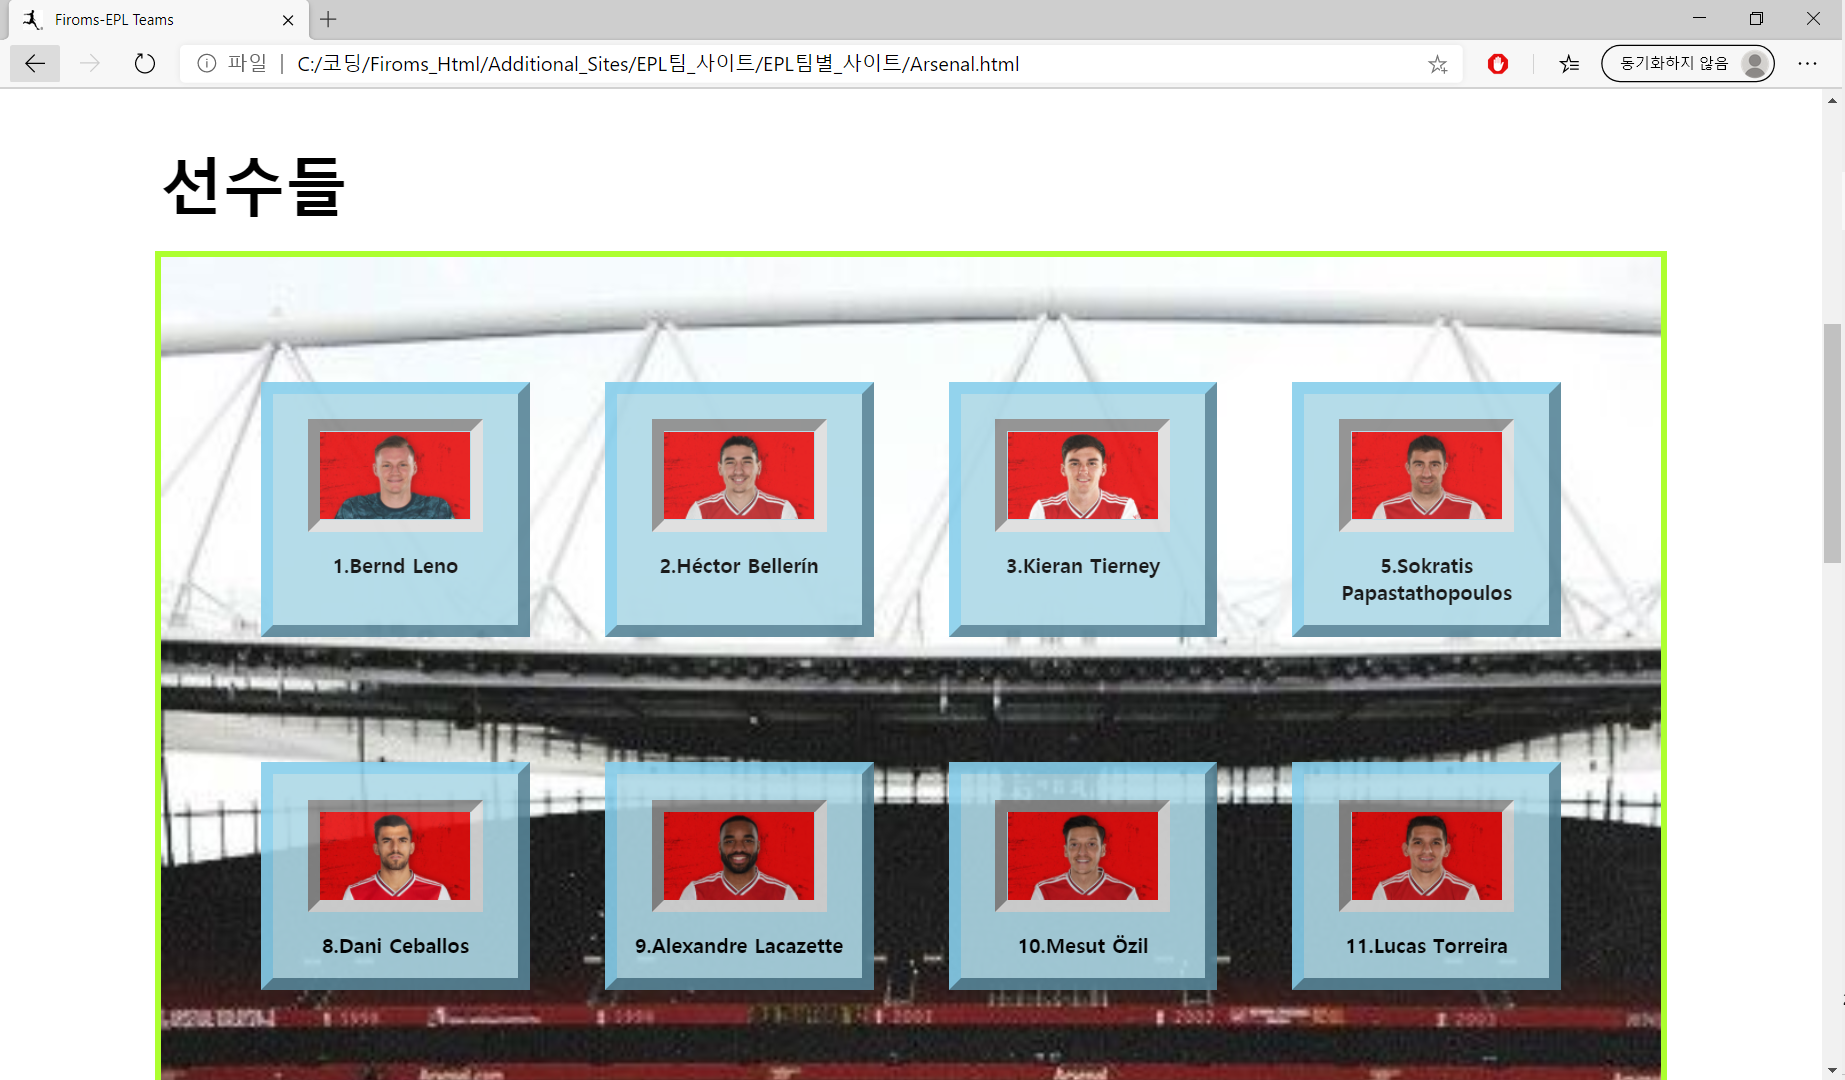 Firoms-EPL Teams
파일
C:/코딩/Firoms_Html/Additional_Sites/EPL팀_사이트/EPL팀별_사이트/Arsenal.html
동기화하지 않음
선수들
1.Bernd Leno
2.Héctor Bellerín
3.Kieran Tierney
5.Sokratis
Papastathopoulos
8.Dani Ceballos
9.Alexandre Lacazette
10.Mesut Özil
11.Lucas Torreira
Arsenal.com
Arsenal